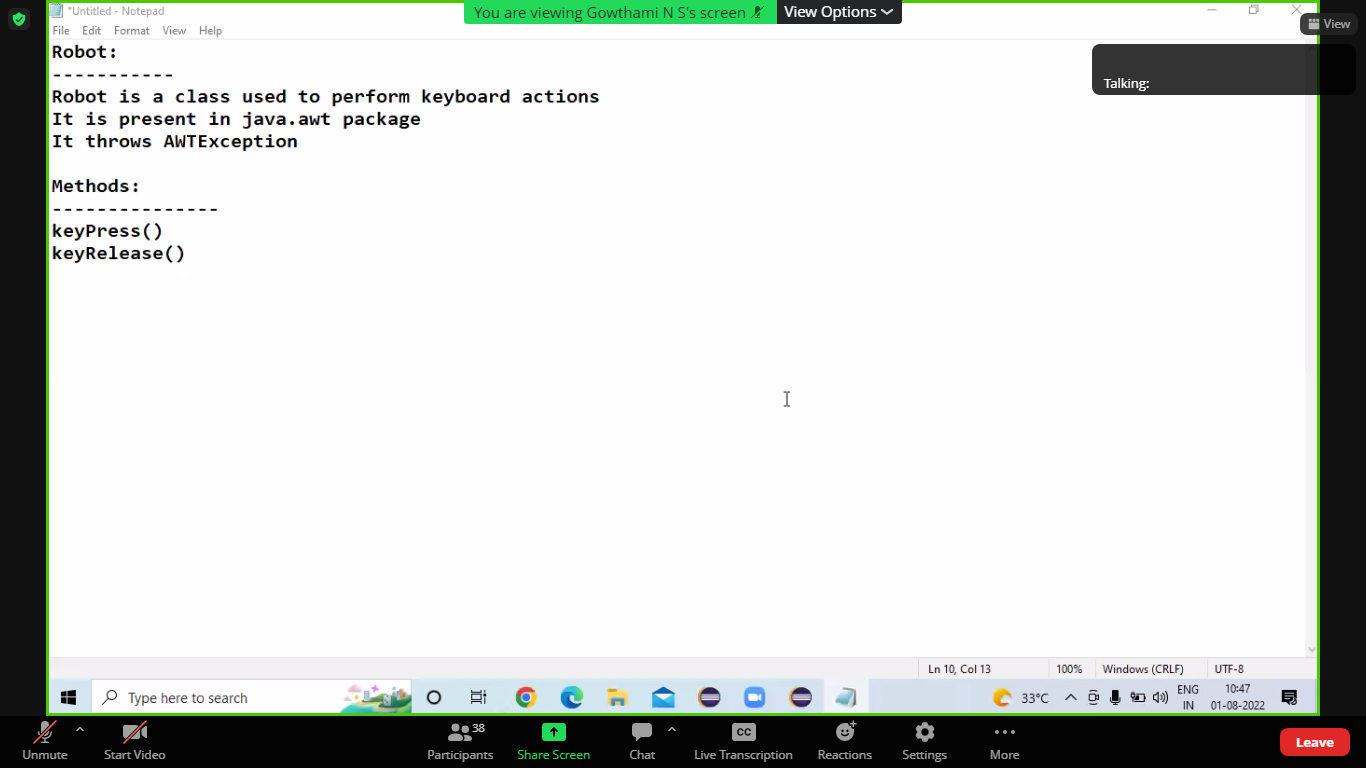 *Untitled - Notepad
You are viewing Gowthami N S's screen
View Options
View
File Edit Format View Help
Talking:
Robot:
-----------
Robot is a class used to perform keyboard actions
It is present in java.awt package
It throws AWTException
Methods:
---------------
keyPress()
keyRelease()
Ln 10, Col 13
100%
Windows (CRLF)
UTF-8
Type here to search
33°C
ENG
IN
10:47
01-08-2022
Unmute
Start Video
38
Participants
Share Screen
Chat
CC
Live Transcription
Reactions
Settings
More
Leave